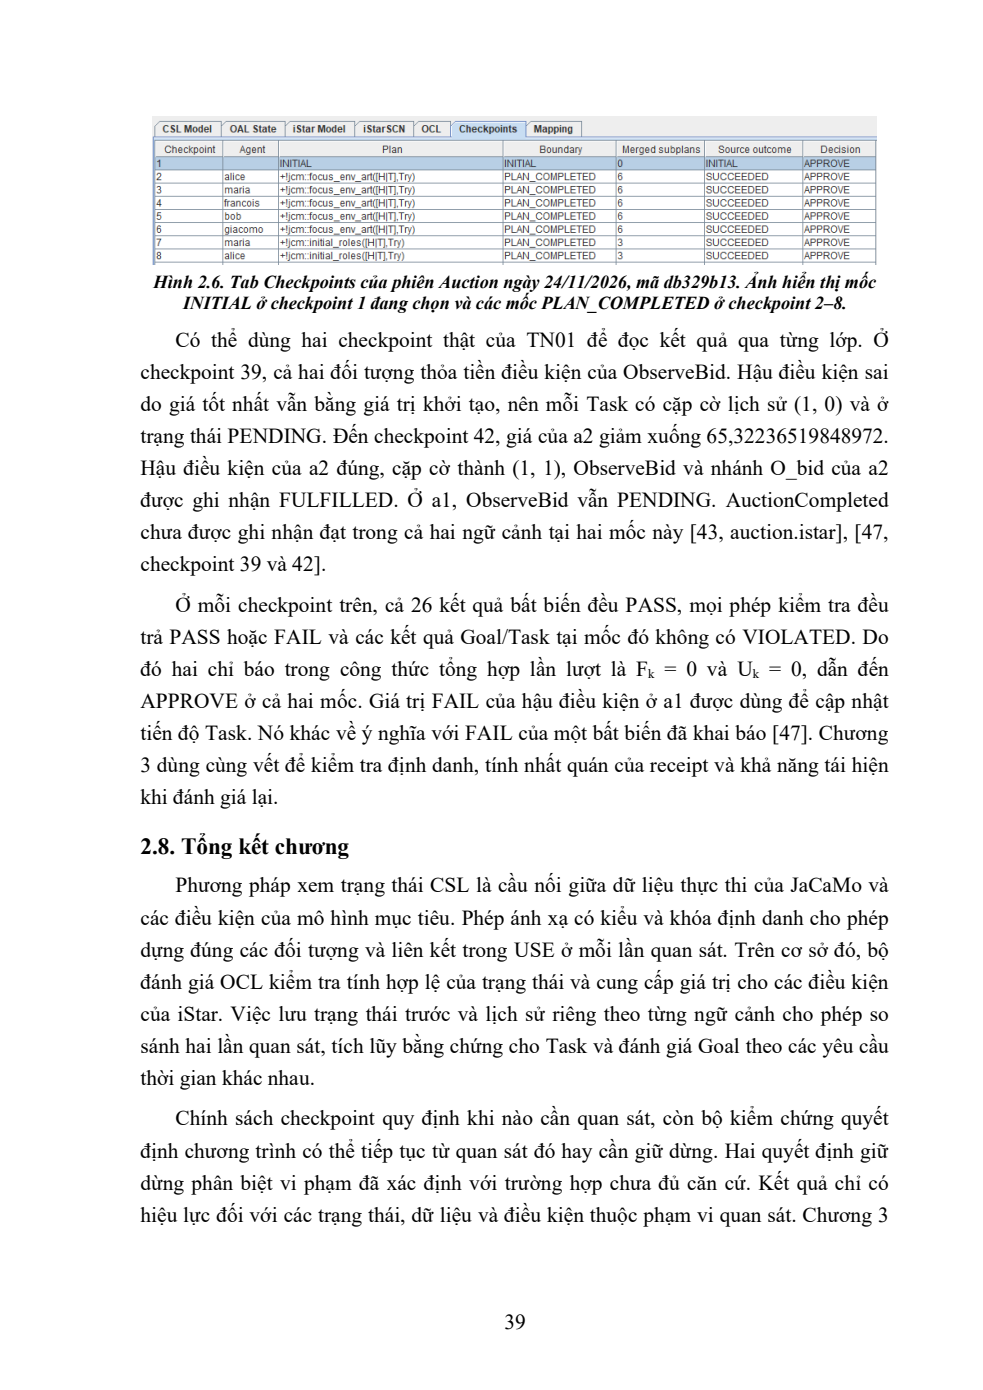 CSL Model OAL State iStar Model iStarSCN OCL Checkpoints Mapping
Checkpoint Agent Plan Boundary Merged subplans Source outcome Decision
1 INITIAL INITIAL 0 INITIAL APPROVE
2 alice +!jcm::focus_env_art([H|T],Try) PLAN_COMPLETED 6 SUCCEEDED APPROVE
3 maria +!jcm::focus_env_art([H|T],Try) PLAN_COMPLETED 6 SUCCEEDED APPROVE
4 francois +!jcm::focus_env_art([H|T],Try) PLAN_COMPLETED 6 SUCCEEDED APPROVE
5 bob +!jcm::focus_env_art([H|T],Try) PLAN_COMPLETED 6 SUCCEEDED APPROVE
6 giacomo +!jcm::focus_env_art([H|T],Try) PLAN_COMPLETED 6 SUCCEEDED APPROVE
7 maria +!jcm::initial_roles([H|T],Try) PLAN_COMPLETED 3 SUCCEEDED APPROVE
8 alice +!jcm::initial_roles([H|T],Try) PLAN_COMPLETED 3 SUCCEEDED APPROVE
Hình 2.6. Tab Checkpoints của phiên Auction ngày 24/11/2026, mã db329b13. Ảnh hiển thị mốc
INITIAL ở checkpoint 1 đang chọn và các mốc PLAN_COMPLETED ở checkpoint 2–8.
Có thể dùng hai checkpoint thật của TN01 để đọc kết quả qua từng lớp. Ở
checkpoint 39, cả hai đối tượng thỏa tiền điều kiện của ObserveBid. Hậu điều kiện sai
do giá tốt nhất vẫn bằng giá trị khởi tạo, nên mỗi Task có cặp cờ lịch sử (1, 0) và ở
trạng thái PENDING. Đến checkpoint 42, giá của a2 giảm xuống 65,32236519848972.
Hậu điều kiện của a2 đúng, cặp cờ thành (1, 1), ObserveBid và nhánh O_bid của a2
được ghi nhận FULFILLED. Ở a1, ObserveBid vẫn PENDING. AuctionCompleted
chưa được ghi nhận đạt trong cả hai ngữ cảnh tại hai mốc này [43, auction.istar], [47,
checkpoint 39 và 42].
Ở mỗi checkpoint trên, cả 26 kết quả bất biến đều PASS, mọi phép kiểm tra đều
trả PASS hoặc FAIL và các kết quả Goal/Task tại mốc đó không có VIOLATED. Do
đó hai chỉ báo trong công thức tổng hợp lần lượt là Fₖ = 0 và Uₖ = 0, dẫn đến
APPROVE ở cả hai mốc. Giá trị FAIL của hậu điều kiện ở a1 được dùng để cập nhật
tiến độ Task. Nó khác về ý nghĩa với FAIL của một bất biến đã khai báo [47]. Chương
3 dùng cùng vết để kiểm tra định danh, tính nhất quán của receipt và khả năng tái hiện
khi đánh giá lại.
2.8. Tổng kết chương
Phương pháp xem trạng thái CSL là cầu nối giữa dữ liệu thực thi của JaCaMo và
các điều kiện của mô hình mục tiêu. Phép ánh xạ có kiểu và khóa định danh cho phép
dựng đúng các đối tượng và liên kết trong USE ở mỗi lần quan sát. Trên cơ sở đó, bộ
đánh giá OCL kiểm tra tính hợp lệ của trạng thái và cung cấp giá trị cho các điều kiện
của iStar. Việc lưu trạng thái trước và lịch sử riêng theo từng ngữ cảnh cho phép so
sánh hai lần quan sát, tích lũy bằng chứng cho Task và đánh giá Goal theo các yêu cầu
thời gian khác nhau.
Chính sách checkpoint quy định khi nào cần quan sát, còn bộ kiểm chứng quyết
định chương trình có thể tiếp tục từ quan sát đó hay cần giữ dừng. Hai quyết định giữ
dừng phân biệt vi phạm đã xác định với trường hợp chưa đủ căn cứ. Kết quả chỉ có
hiệu lực đối với các trạng thái, dữ liệu và điều kiện thuộc phạm vi quan sát. Chương 3
39